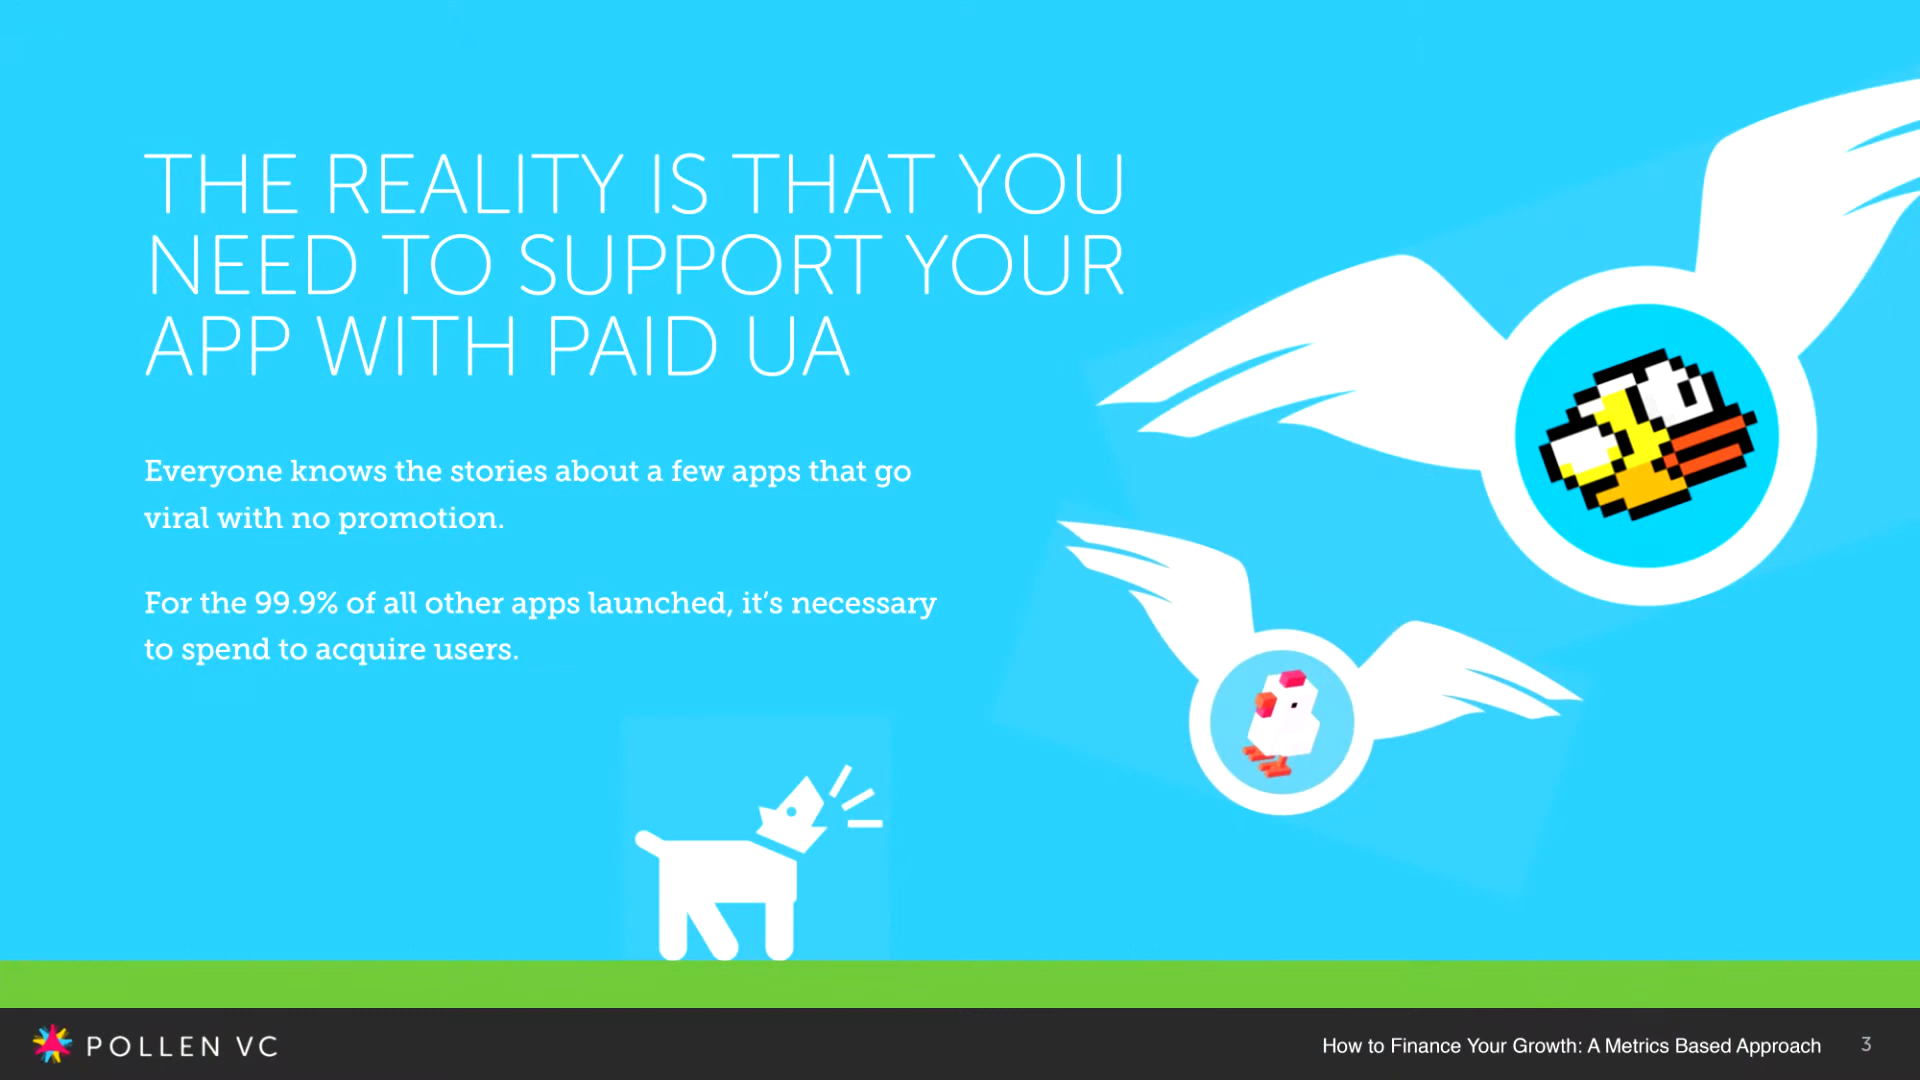 THE REALITY IS THAT YOU
NEED TO SUPPORT YOUR
APP WITH PAID UA
Everyone knows the stories about a few apps that go
viral with no promotion.
For the 99.9% of all other apps launched, it’s necessary
to spend to acquire users.
POLLEN VC
How to Finance Your Growth: A Metrics Based Approach
3